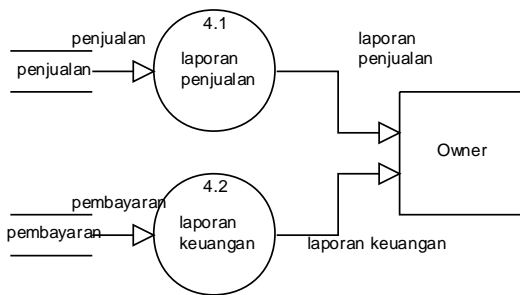 penjualan
penjualan
4.1
laporan
penjualan
laporan
penjualan
Owner
pembayaran
pembayaran
4.2
laporan
keuangan
laporan keuangan